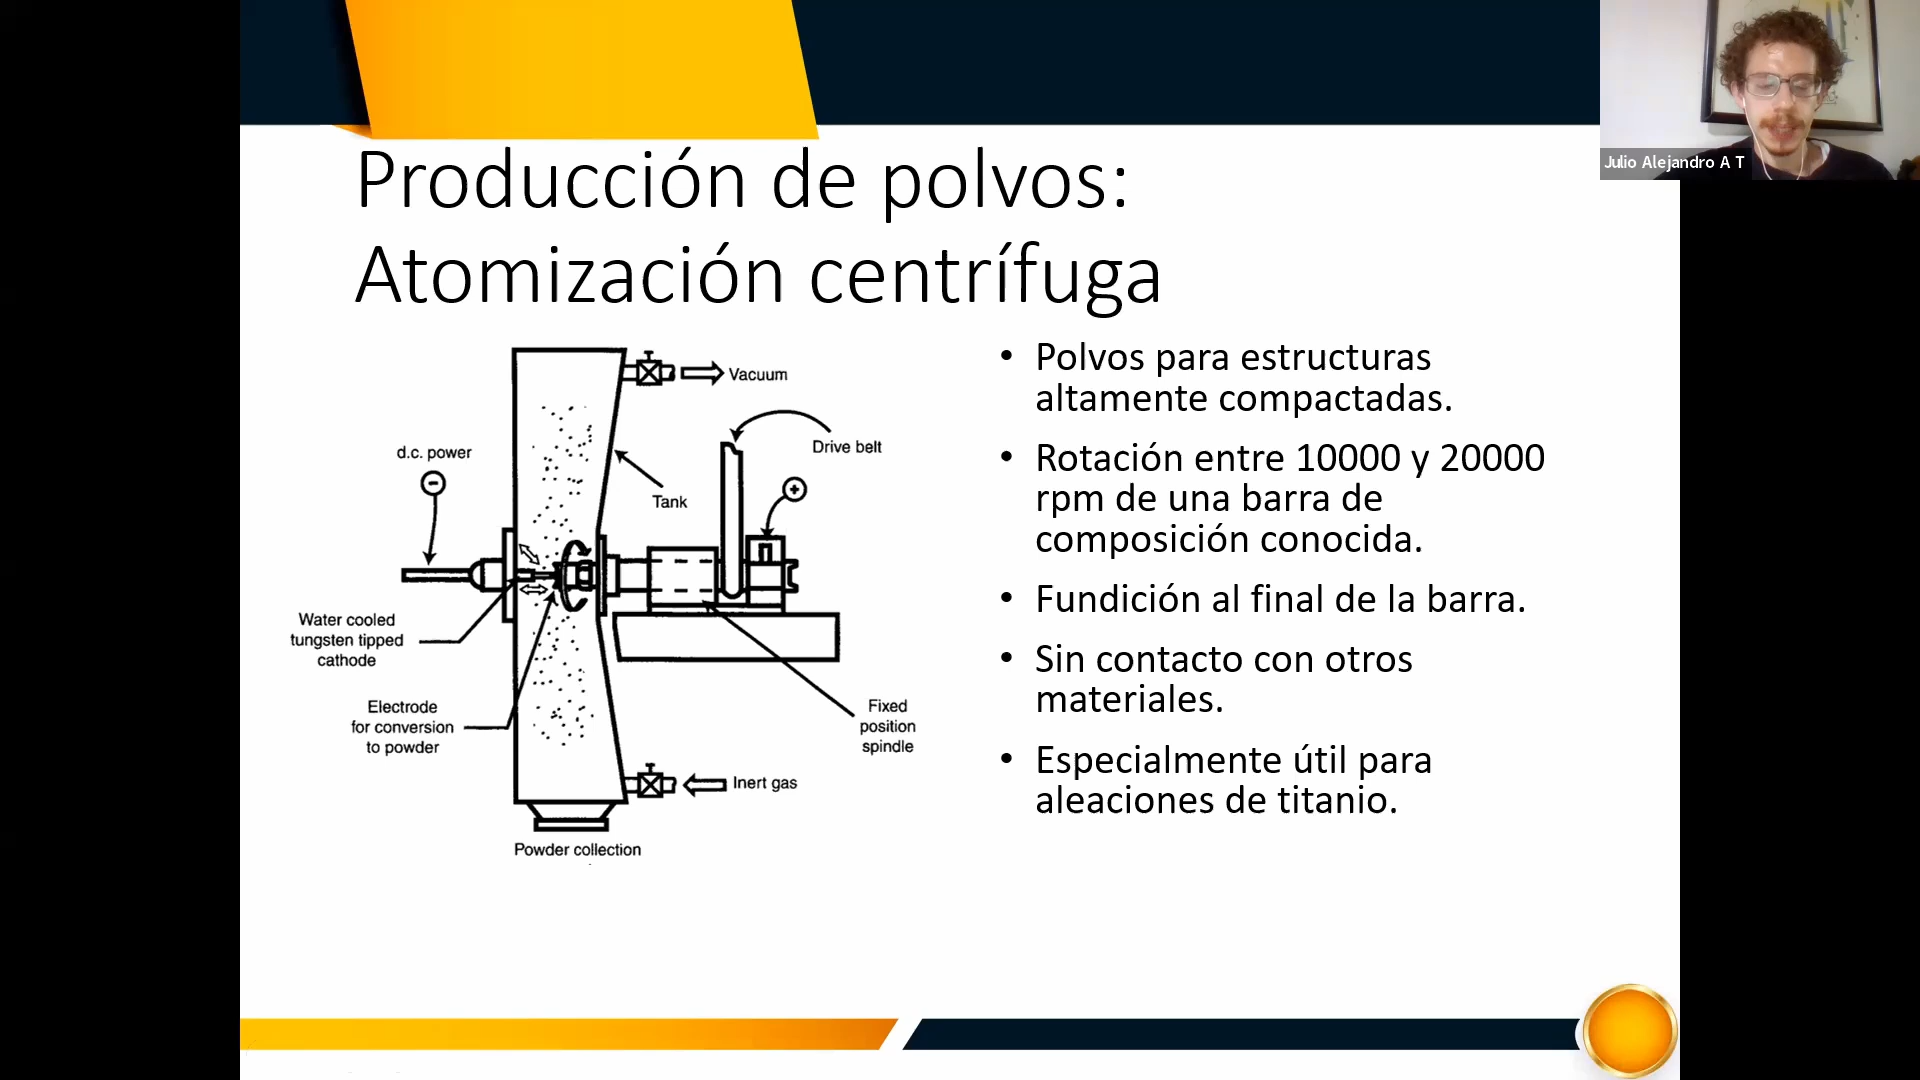 Julio Alejandro A T
Producción de polvos:
Atomización centrífuga
Vacuum
Drive belt
d.c. power
−
+
Tank
Water cooled
tungsten tipped
cathode
Electrode
for conversion
to powder
Fixed
position
spindle
Inert gas
Powder collection
• Polvos para estructuras
altamente compactadas.
• Rotación entre 10000 y 20000
rpm de una barra de
composición conocida.
• Fundición al final de la barra.
• Sin contacto con otros
materiales.
• Especialmente útil para
aleaciones de titanio.